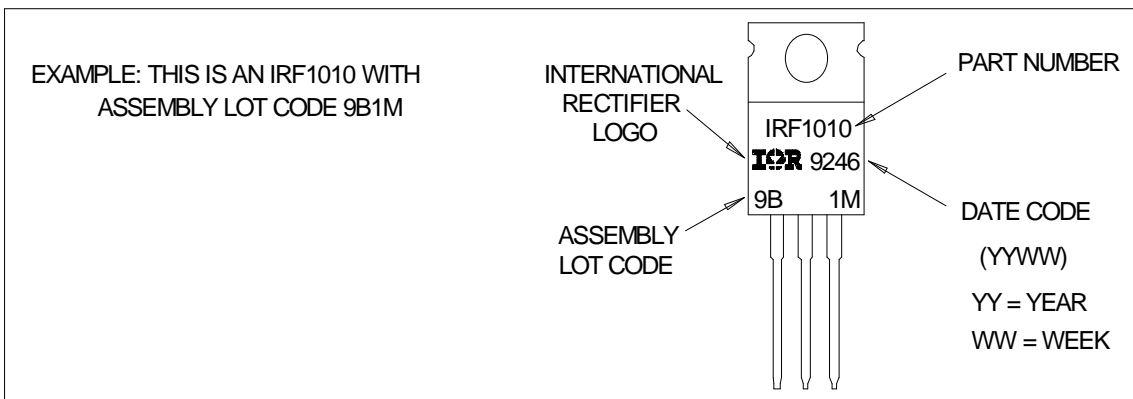 EXAMPLE: THIS IS AN IRF1010 WITH
ASSEMBLY LOT CODE 9B1M
INTERNATIONAL
RECTIFIER
LOGO
ASSEMBLY
LOT CODE
IRF1010
IOR 9246
9B 1M
PART NUMBER
DATE CODE
(YYWW)
YY = YEAR
WW = WEEK